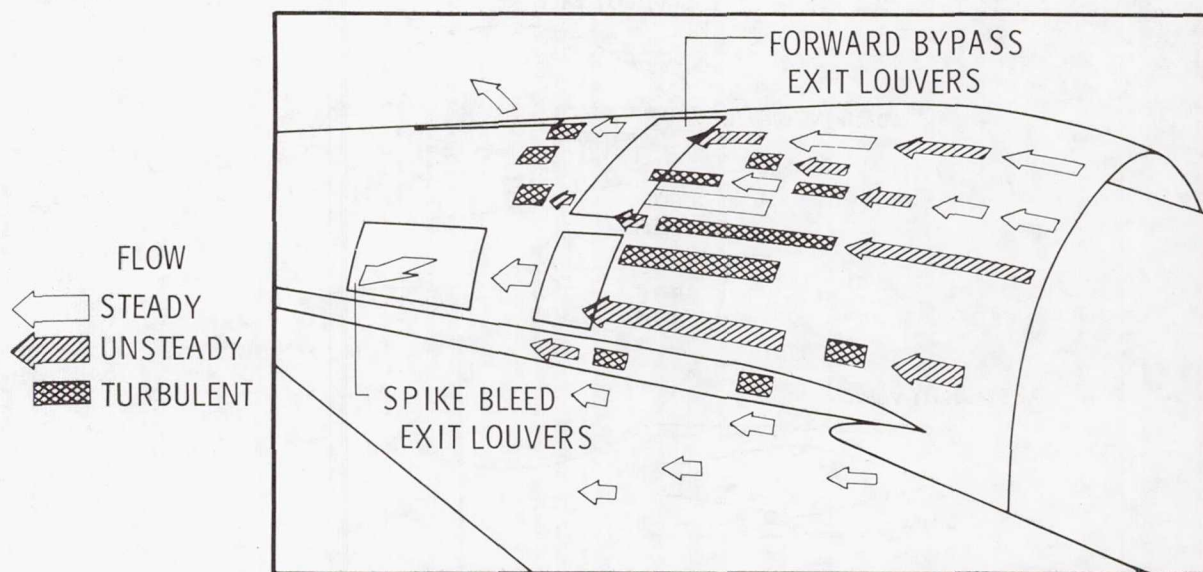 FORWARD BYPASS
EXIT LOUVERS
FLOW
STEADY
UNSTEADY
TURBULENT
SPIKE BLEED
EXIT LOUVERS